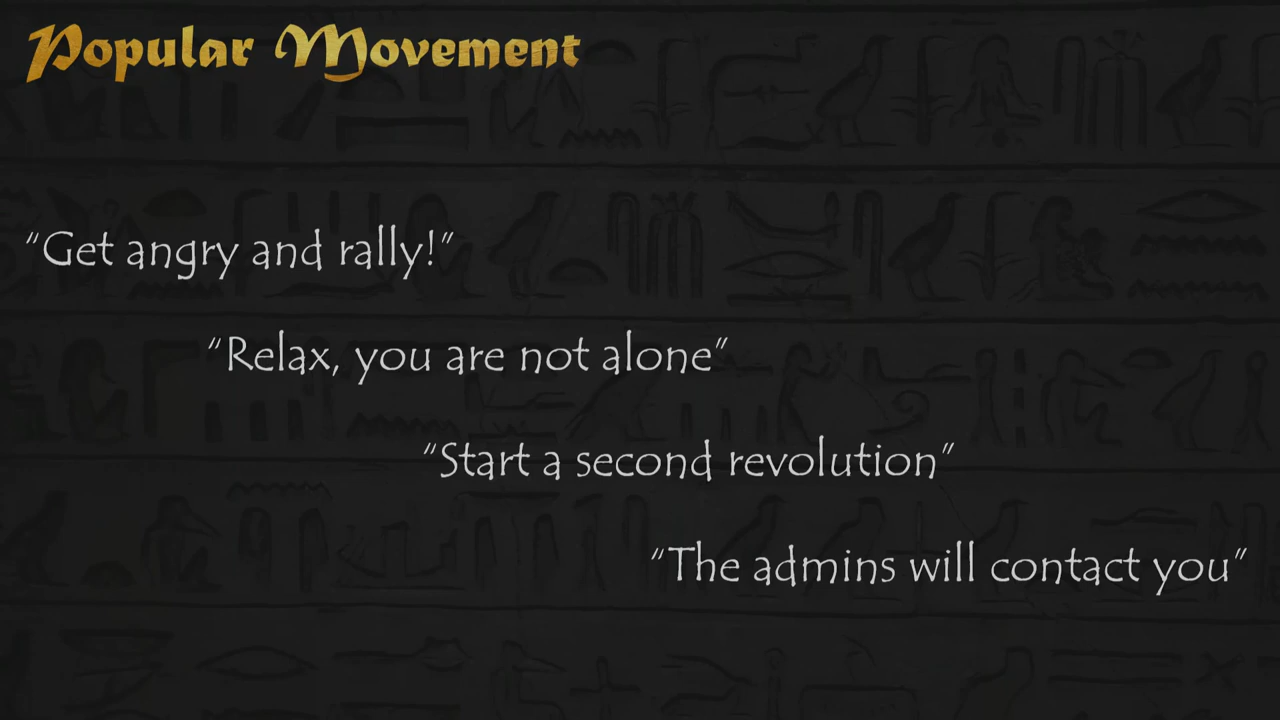 Popular Movement
“Get angry and rally!”
“Relax, you are not alone”
“Start a second revolution”
“The admins will contact you”